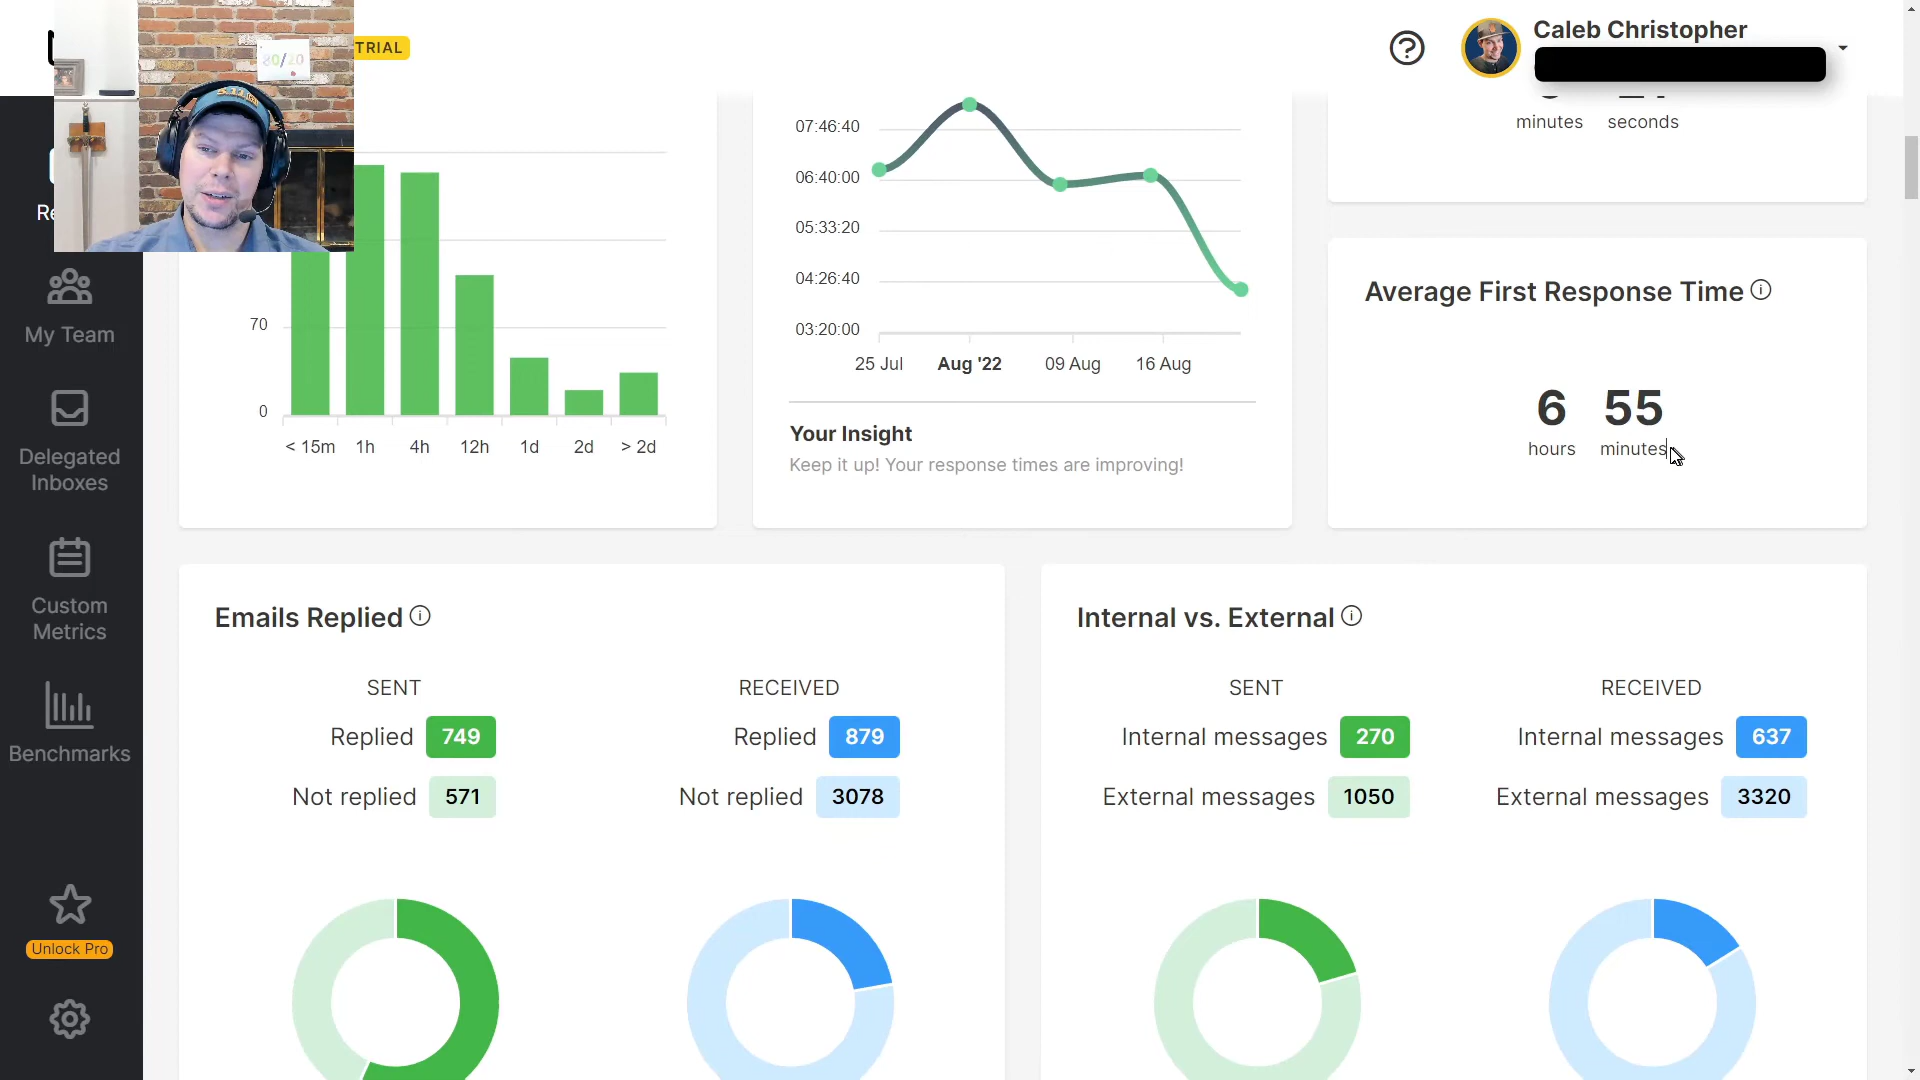 TRIAL
Caleb Christopher
80/20
My Team
Delegated
Inboxes
Custom
Metrics
Benchmarks
Unlock Pro
70
0
< 15m 1h 4h 12h 1d 2d > 2d
07:46:40
06:40:00
05:33:20
04:26:40
03:20:00
25 Jul Aug '22 09 Aug 16 Aug
Your Insight
Keep it up! Your response times are improving!
minutes seconds
Average First Response Time
6 55
hours minutes
Emails Replied
SENT RECEIVED
Replied 749 Replied 879
Not replied 571 Not replied 3078
Internal vs. External
SENT RECEIVED
Internal messages 270 Internal messages 637
External messages 1050 External messages 3320